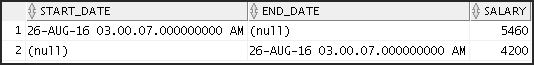 START_DATE END_DATE SALARY
1 26-AUG-16 03.00.07.000000000 AM (null) 5460
2 (null) 26-AUG-16 03.00.07.000000000 AM 4200